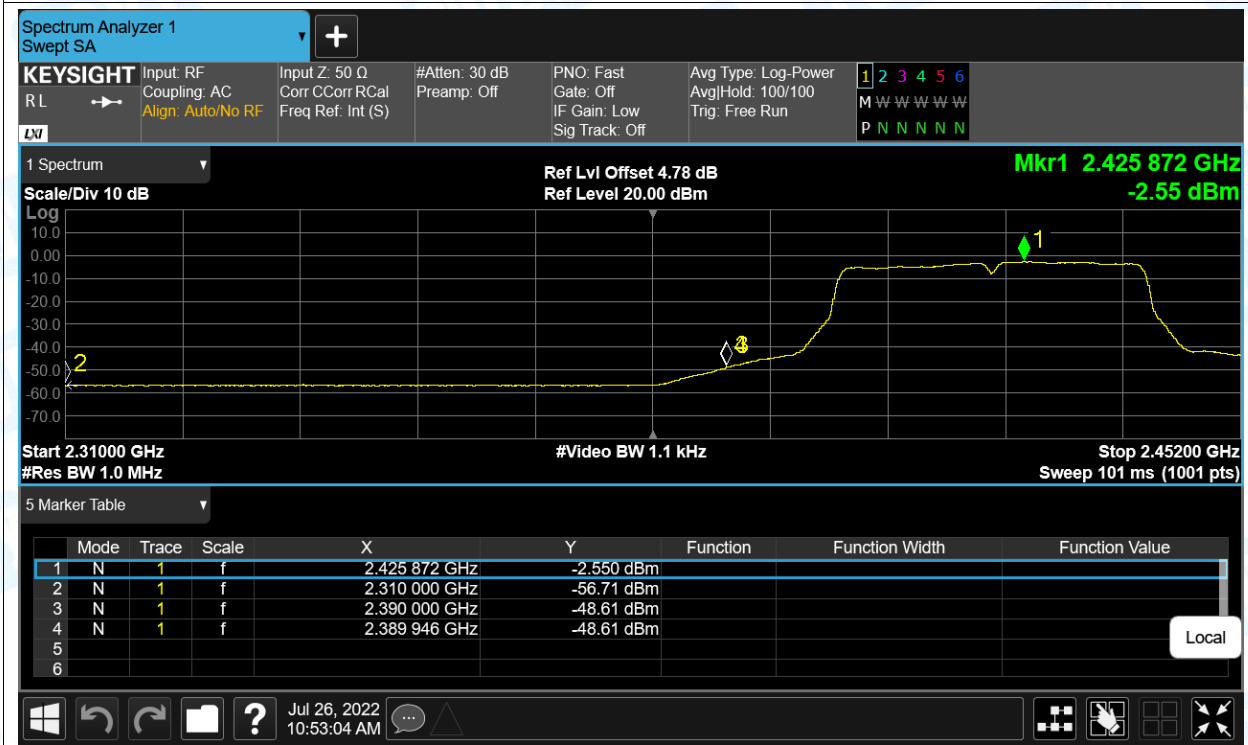 Spectrum Analyzer 1
Swept SA
+
KEYSIGHT
R L
LXI
Input: RF
Coupling: AC
Align: Auto/No RF
Input Z: 50 Ω
Corr CCorr RCal
Freq Ref: Int (S)
#Atten: 30 dB
Preamp: Off
PNO: Fast
Gate: Off
IF Gain: Low
Sig Track: Off
Avg Type: Log-Power
Avg|Hold: 100/100
Trig: Free Run
1 2 3 4 5 6
M W W W W W
P N N N N N
1 Spectrum
Scale/Div 10 dB
Ref Lvl Offset 4.78 dB
Ref Level 20.00 dBm
Mkr1 2.425 872 GHz
-2.55 dBm
Log
10.0
0.00
-10.0
-20.0
-30.0
-40.0
-50.0
-60.0
-70.0
1
2
Start 2.31000 GHz
#Video BW 1.1 kHz
Stop 2.45200 GHz
#Res BW 1.0 MHz
Sweep 101 ms (1001 pts)
5 Marker Table
Mode Trace Scale X Y Function Function Width Function Value
1 N 1 f 2.425 872 GHz -2.550 dBm
2 N 1 f 2.310 000 GHz -56.71 dBm
3 N 1 f 2.390 000 GHz -48.61 dBm
4 N 1 f 2.389 946 GHz -48.61 dBm
5
6
Local
?
Jul 26, 2022
10:53:04 AM